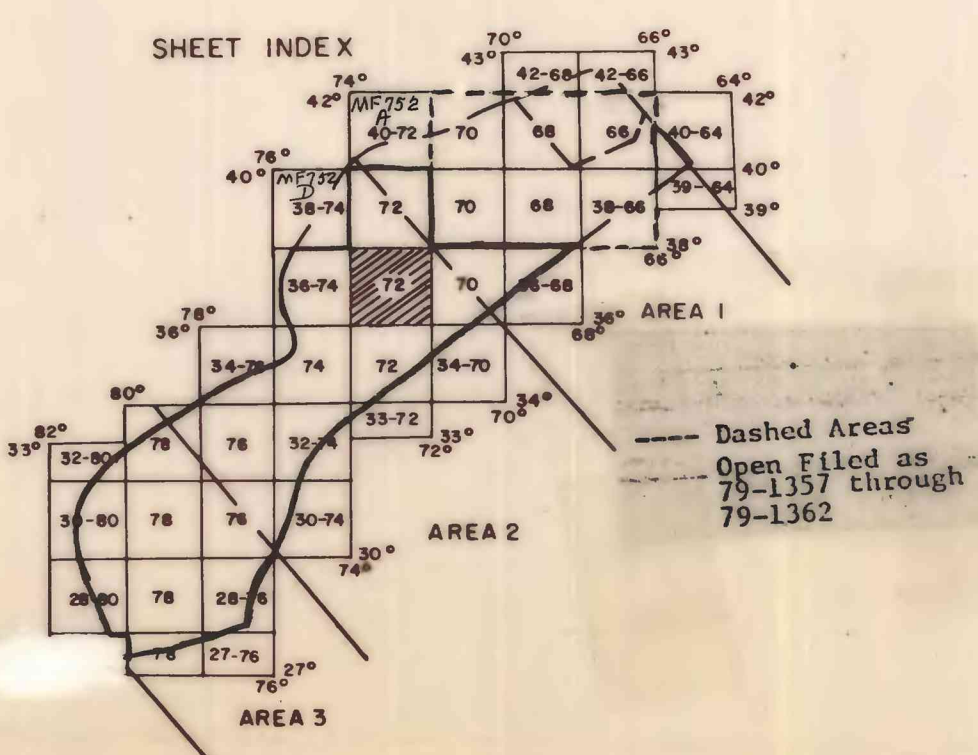 SHEET INDEX
70° 66°
43° 43°
42-68 42-66
74° 64°
42° 42°
MF752
A
40-72 70 68 66 40-64
76° 40°
40°
MF752
D
38-74 72 70 68 38-66 39-64
39°
38°
66°
36-74 72 70 36-68
78° 36°
36° 68°
AREA 1
34-78 74 72 34-70
80° 34°
70°
82°
33°
32-80 78 76 32-74 33-72
33°
72°
30-80 78 76 30-74
30°
74°
AREA 2
28-80 78 28-76
78 27-76
27°
76°
AREA 3
Dashed Areas
Open Filed as
79-1357 through
79-1362